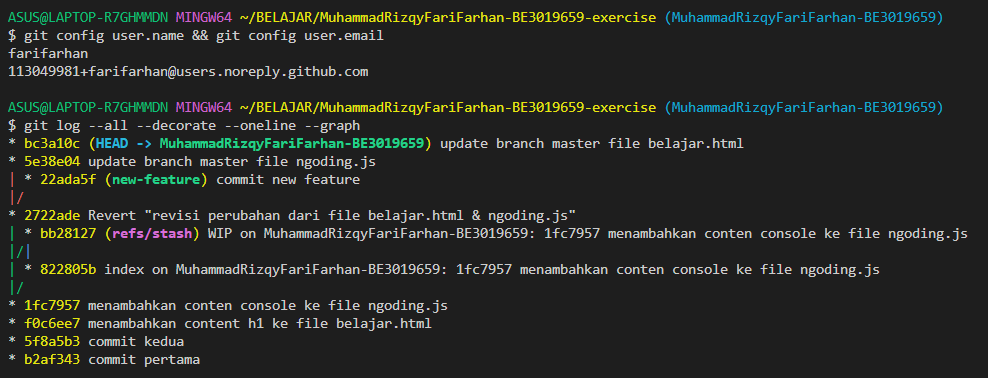 ASUS@LAPTOP-R7GHMMDN MINGW64 ~/BELAJAR/MuhammadRizqyFariFarhan-BE3019659-exercise (MuhammadRizqyFariFarhan-BE3019659)
$ git config user.name && git config user.email
farifarhan
113049981+farifarhan@users.noreply.github.com

ASUS@LAPTOP-R7GHMMDN MINGW64 ~/BELAJAR/MuhammadRizqyFariFarhan-BE3019659-exercise (MuhammadRizqyFariFarhan-BE3019659)
$ git log --all --decorate --oneline --graph
* bc3a10c (HEAD -> MuhammadRizqyFariFarhan-BE3019659) update branch master file belajar.html
* 5e38e04 update branch master file ngoding.js
| * 22ada5f (new-feature) commit new feature
|/
* 2722ade Revert "revisi perubahan dari file belajar.html & ngoding.js"
| * bb28127 (refs/stash) WIP on MuhammadRizqyFariFarhan-BE3019659: 1fc7957 menambahkan conten console ke file ngoding.js
|/|
| * 822805b index on MuhammadRizqyFariFarhan-BE3019659: 1fc7957 menambahkan conten console ke file ngoding.js
|/
* 1fc7957 menambahkan conten console ke file ngoding.js
* f0c6ee7 menambahkan content h1 ke file belajar.html
* 5f8a5b3 commit kedua
* b2af343 commit pertama